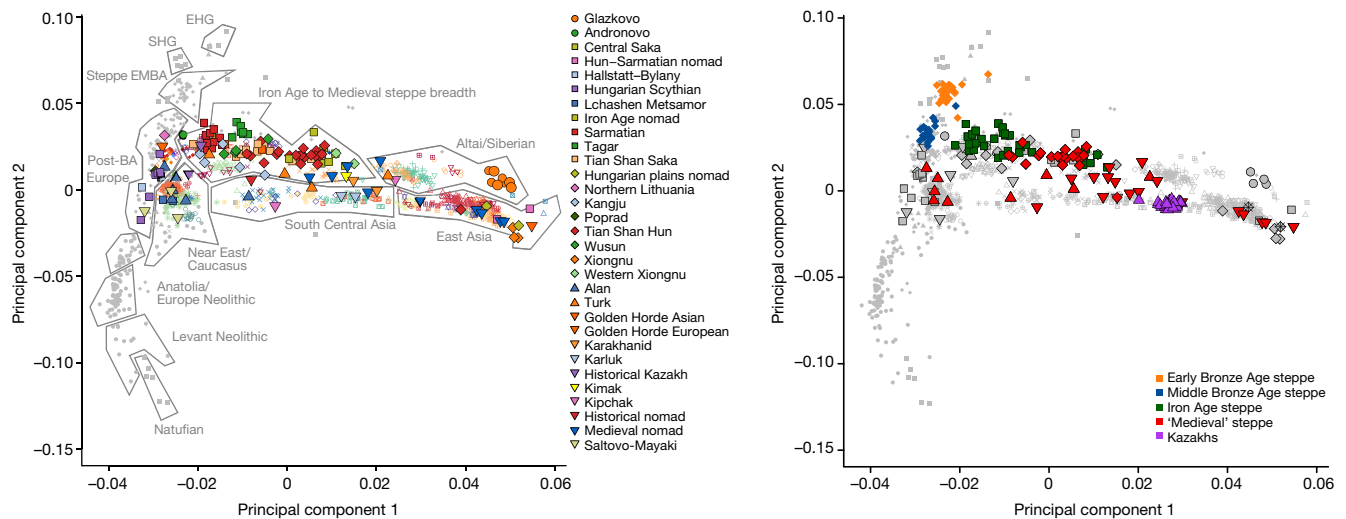 0.10
0.05
0
−0.05
−0.10
−0.15
Principal component 2
−0.04
−0.02
0
0.02
0.04
0.06
Principal component 1
EHG
SHG
Steppe EMBA
Iron Age to Medieval steppe breadth
Altai/Siberian
Post-BA
Europe
South Central Asia
East Asia
Near East/
Caucasus
Anatolia/
Europe Neolithic
Levant Neolithic
Natufian
Glazkovo
Andronovo
Central Saka
Hun−Sarmatian nomad
Hallstatt−Bylany
Hungarian Scythian
Lchashen Metsamor
Iron Age nomad
Sarmatian
Tagar
Tian Shan Saka
Hungarian plains nomad
Northern Lithuania
Kangju
Poprad
Tian Shan Hun
Wusun
Xiongnu
Western Xiongnu
Alan
Turk
Golden Horde Asian
Golden Horde European
Karakhanid
Karluk
Historical Kazakh
Kimak
Kipchak
Historical nomad
Medieval nomad
Saltovo-Mayaki
0.10
0.05
0
−0.05
−0.10
−0.15
Principal component 2
−0.04
−0.02
0
0.02
0.04
0.06
Principal component 1
Early Bronze Age steppe
Middle Bronze Age steppe
Iron Age steppe
‘Medieval’ steppe
Kazakhs